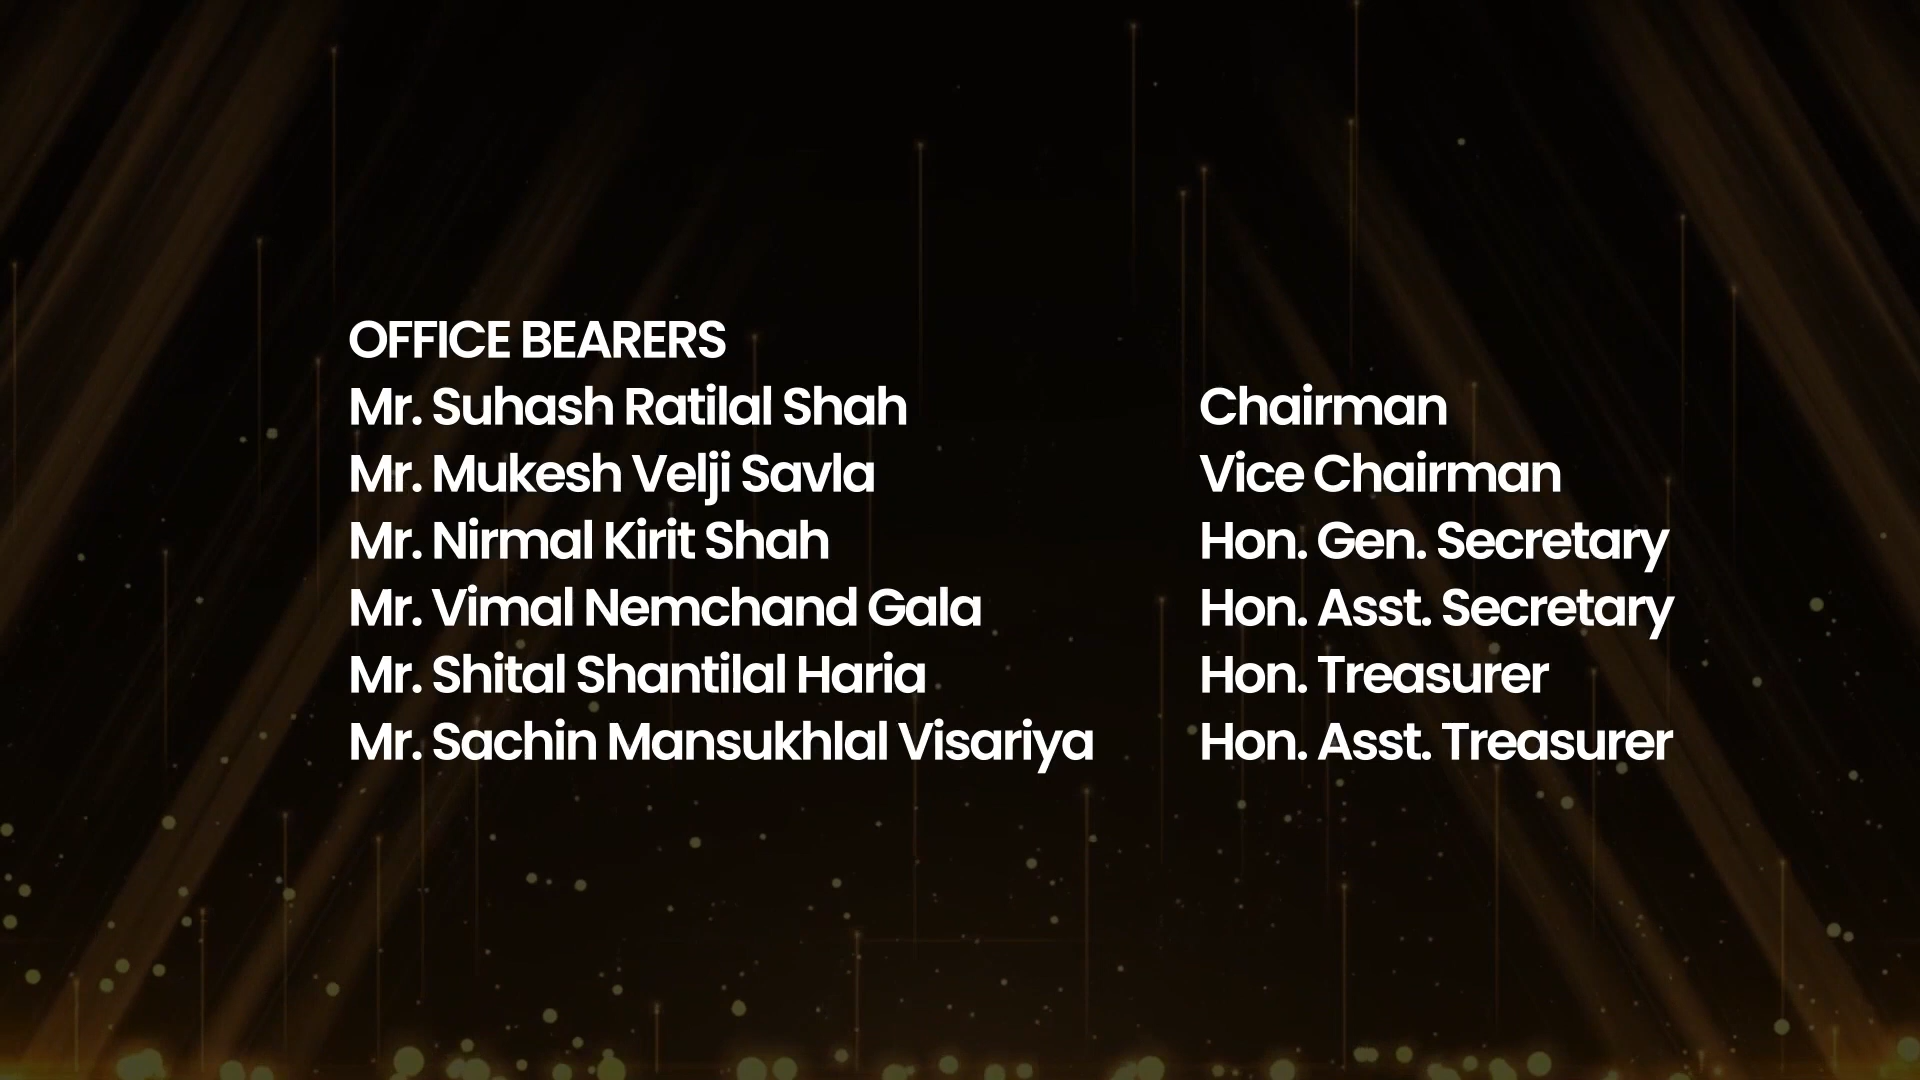 OFFICE BEARERS
Mr. Suhash Ratilal Shah Chairman
Mr. Mukesh Velji Savla Vice Chairman
Mr. Nirmal Kirit Shah Hon. Gen. Secretary
Mr. Vimal Nemchand Gala Hon. Asst. Secretary
Mr. Shital Shantilal Haria Hon. Treasurer
Mr. Sachin Mansukhlal Visariya Hon. Asst. Treasurer